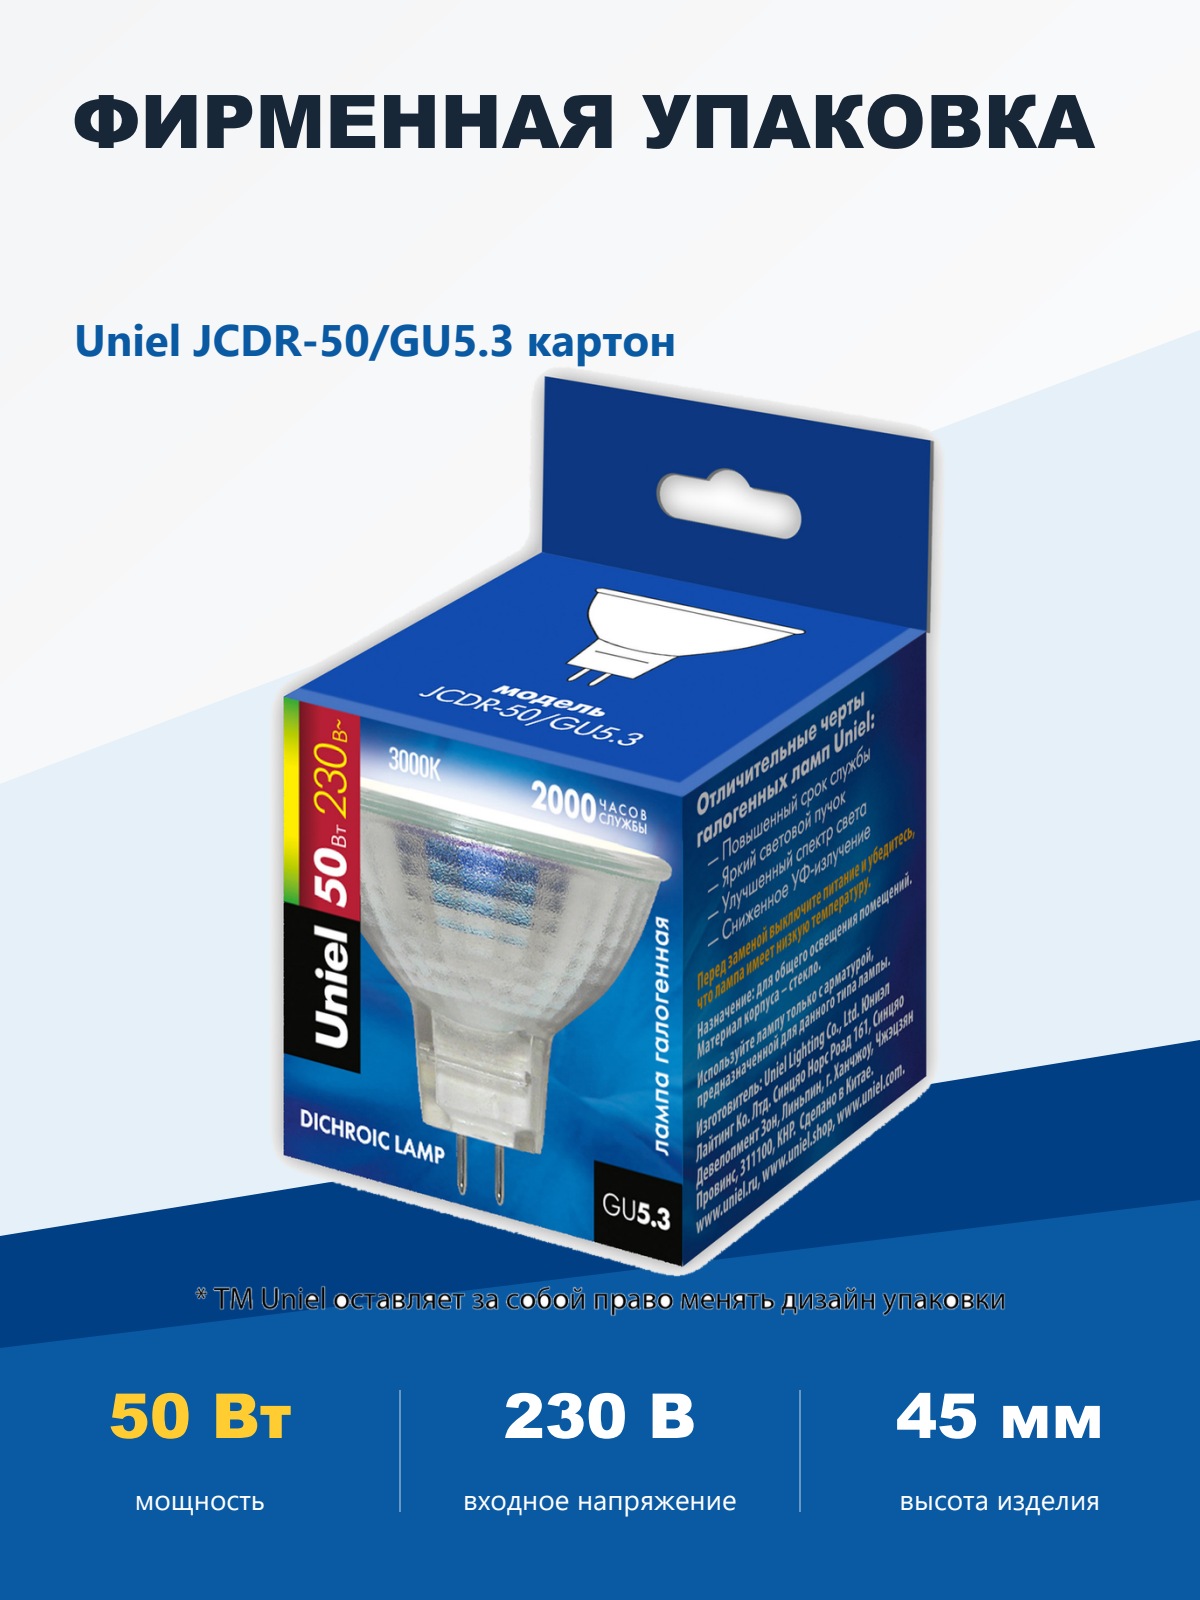 ФИРМЕННАЯ УПАКОВКА
Uniel JCDR-50/GU5.3 картон
модель
JCDR-50/GU5.3
Uniel 50 Вт 230 В~
3000K
2000 ЧАСОВ
СЛУЖБЫ
лампа галогенная
DICHROIC LAMP
GU5.3
Отличительные черты
галогенных ламп Uniel:
— Повышенный срок службы
— Яркий световой пучок
— Улучшенный спектр света
— Сниженное УФ-излучение
Перед заменой выключите питание и убедитесь,
что лампа имеет низкую температуру.
Назначение: для общего освещения помещений.
Материал корпуса – стекло.
Используйте лампу только с арматурой,
предназначенной для данного типа лампы.
Изготовитель: Uniel Lighting Co., Ltd. Юниэл
Лайтинг Ко. Лтд. Синцяо Норс Роад 161, Синцяо
Девелопмент Зон, Линьпин, г. Ханчжоу, Чжэцзян
Провинс, 311100, КНР. Сделано в Китае.
www.uniel.ru, www.uniel.shop, www.uniel.com.
* ТМ Uniel оставляет за собой право менять дизайн упаковки
50 Вт
мощность
230 В
входное напряжение
45 мм
высота изделия